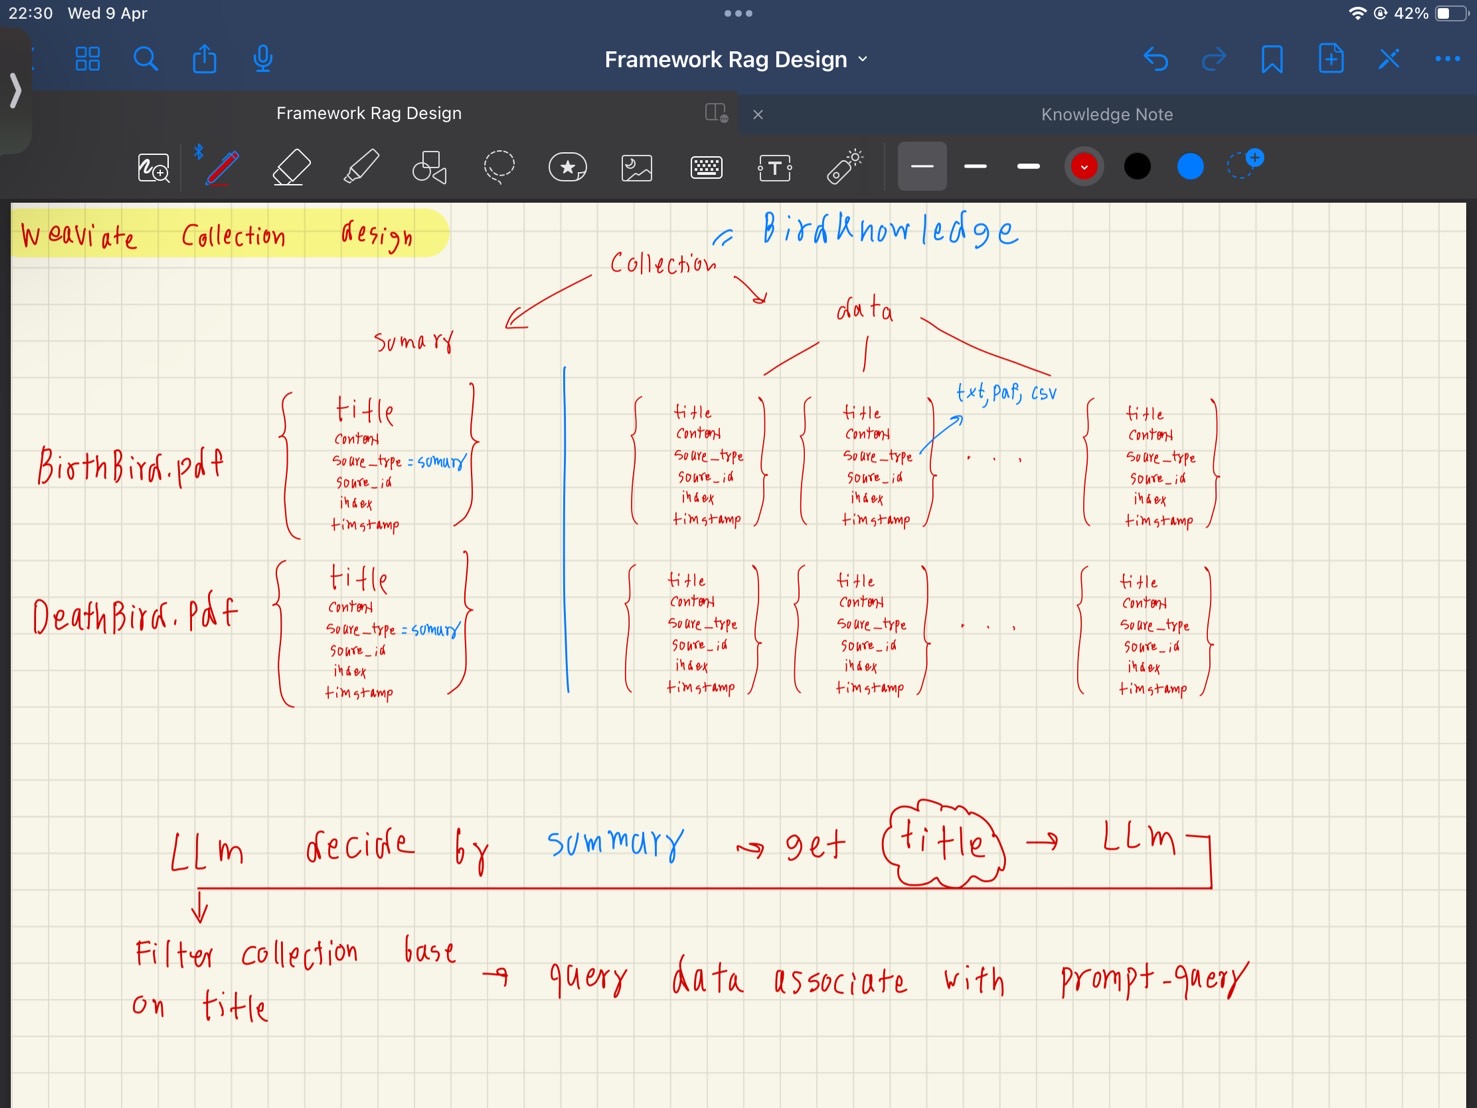 22:30 Wed 9 Apr
42%
Framework Rag Design
Framework Rag Design
Knowledge Note
Weaviate Collection design
BirdKnowledge
Collection
data
Sumary
txt, paf, csv
BirthBird.pdf
title
content
soure_type = sumary
soure_id
index
timstamp
title
content
soure_type
soure_id
index
timstamp
title
content
soure_type
soure_id
index
timstamp
. . .
title
content
soure_type
soure_id
index
timstamp
DeathBird.pdf
title
content
soure_type = sumary
soure_id
index
timstamp
title
content
soure_type
soure_id
index
timstamp
title
content
soure_type
soure_id
index
timstamp
. . .
title
content
soure_type
soure_id
index
timstamp
LLm decide by summary → get title → LLm
Filter collection base
on title
→ query data associate with prompt-query